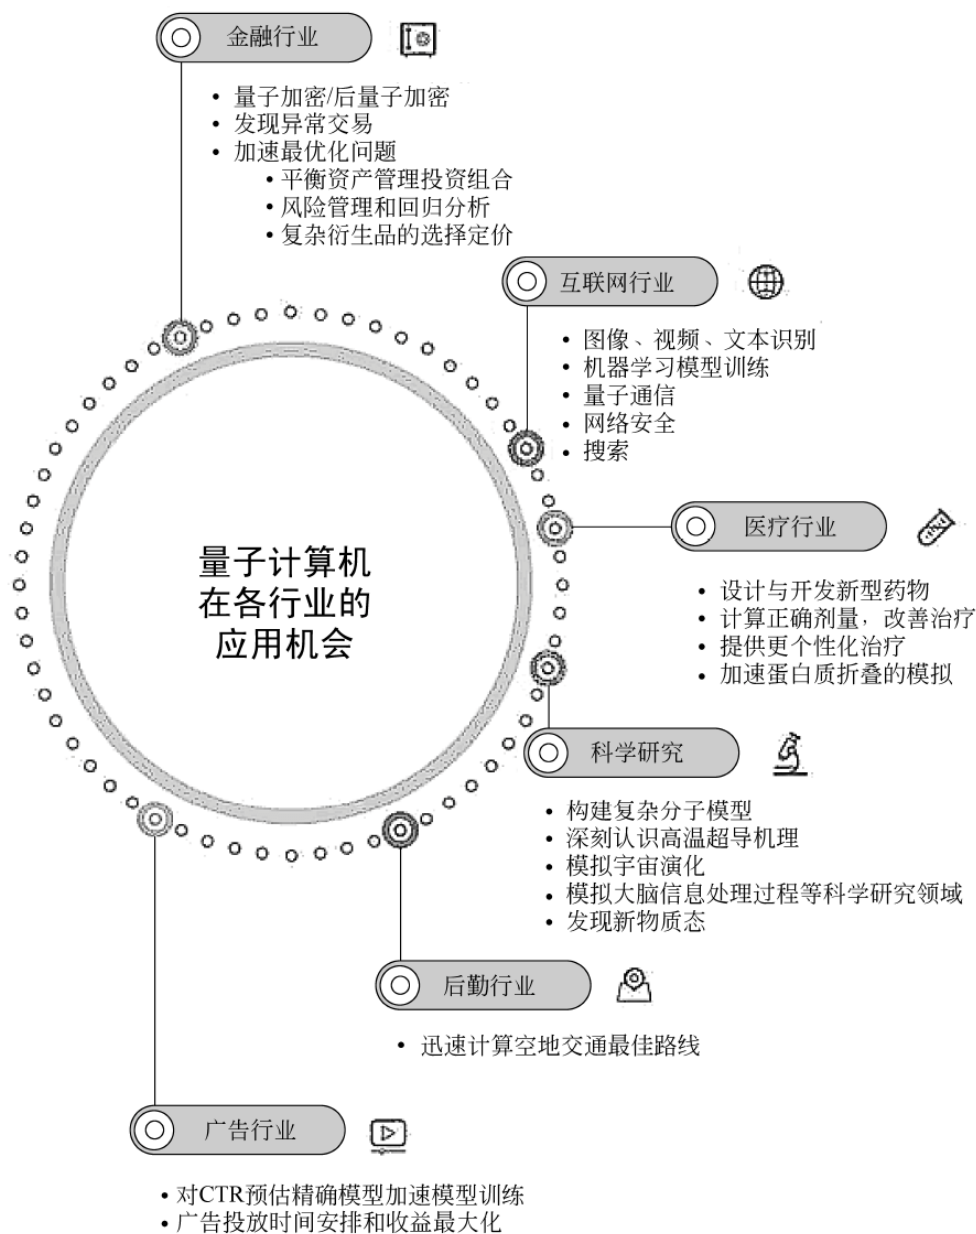 金融行业
• 量子加密/后量子加密
• 发现异常交易
• 加速最优化问题
• 平衡资产管理投资组合
• 风险管理和回归分析
• 复杂衍生品的选择定价
互联网行业
• 图像、视频、文本识别
• 机器学习模型训练
• 量子通信
• 网络安全
• 搜索
医疗行业
• 设计与开发新型药物
• 计算正确剂量，改善治疗
• 提供更个性化治疗
• 加速蛋白质折叠的模拟
量子计算机
在各行业的
应用机会
科学研究
• 构建复杂分子模型
• 深刻认识高温超导机理
• 模拟宇宙演化
• 模拟大脑信息处理过程等科学研究领域
• 发现新物质态
后勤行业
• 迅速计算空地交通最佳路线
广告行业
• 对CTR预估精确模型加速模型训练
• 广告投放时间安排和收益最大化